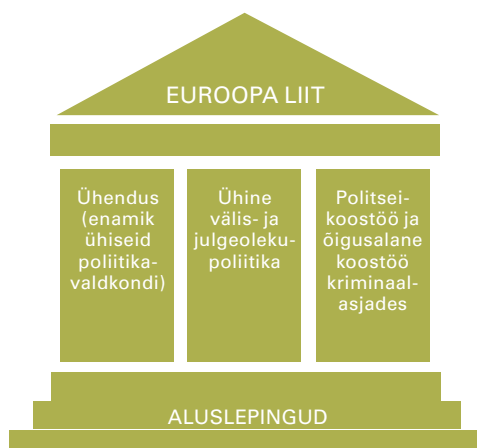 EUROOPA LIIT
Ühendus
(enamik
ühiseid
poliitika-
valdkondi)
Ühine
välis- ja
julgeoleku-
poliitika
Politsei-
koostöö ja
õigusalane
koostöö
kriminaal-
asjades
ALUSLEPINGUD